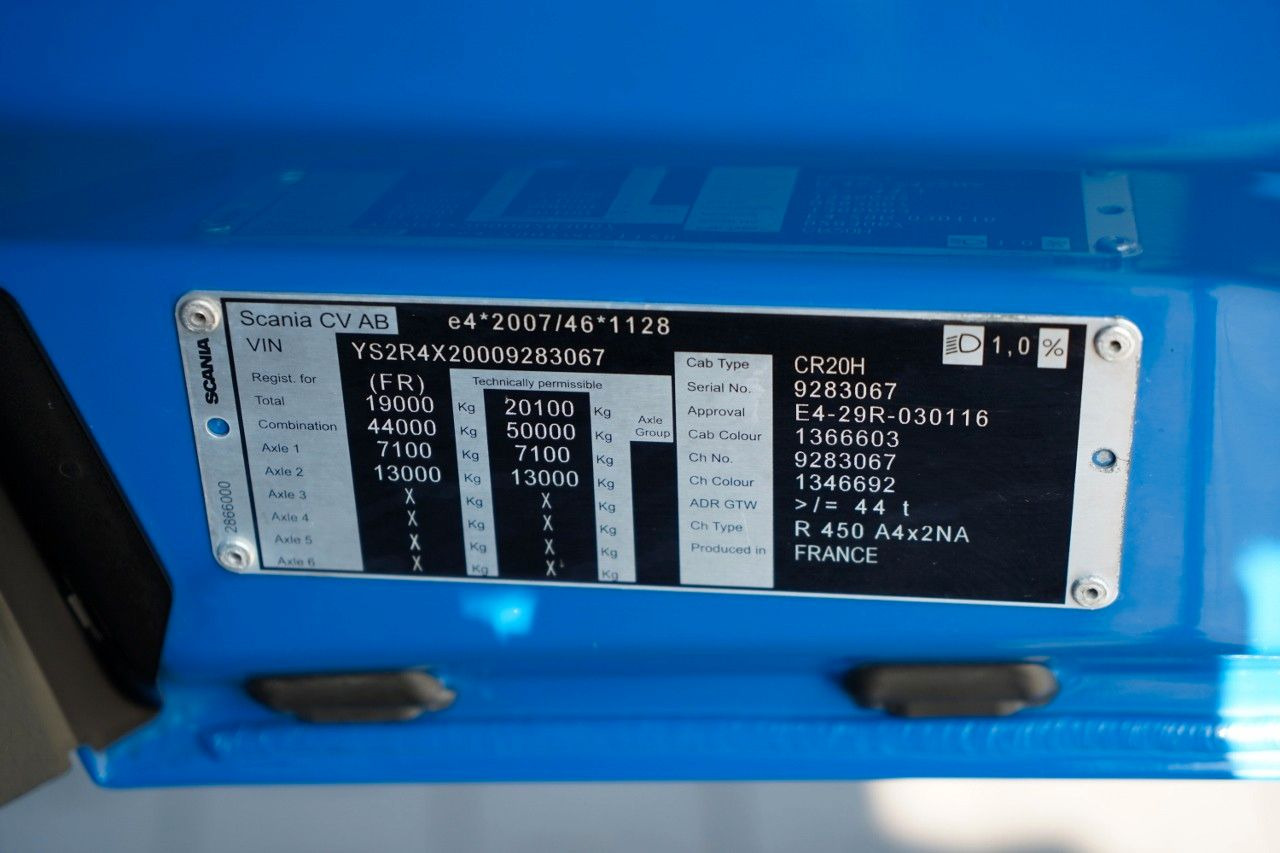 Scania CV AB e4*2007/46*1128 1,0 %
VIN YS2R4X20009283067
SCANIA
2866000
Regist. for (FR) Technically permissible
Total 19000 Kg 20100 Kg Axle Group
Combination 44000 Kg 50000 Kg
Axle 1 7100 Kg 7100 Kg
Axle 2 13000 Kg 13000 Kg
Axle 3 X Kg X Kg
Axle 4 X Kg X Kg
Axle 5 X Kg X Kg
Axle 6 X Kg X Kg
Cab Type CR20H
Serial No. 9283067
Approval E4-29R-030116
Cab Colour 1366603
Ch No. 9283067
Ch Colour 1346692
ADR GTW >/= 44 t
Ch Type R 450 A4x2NA
Produced in FRANCE